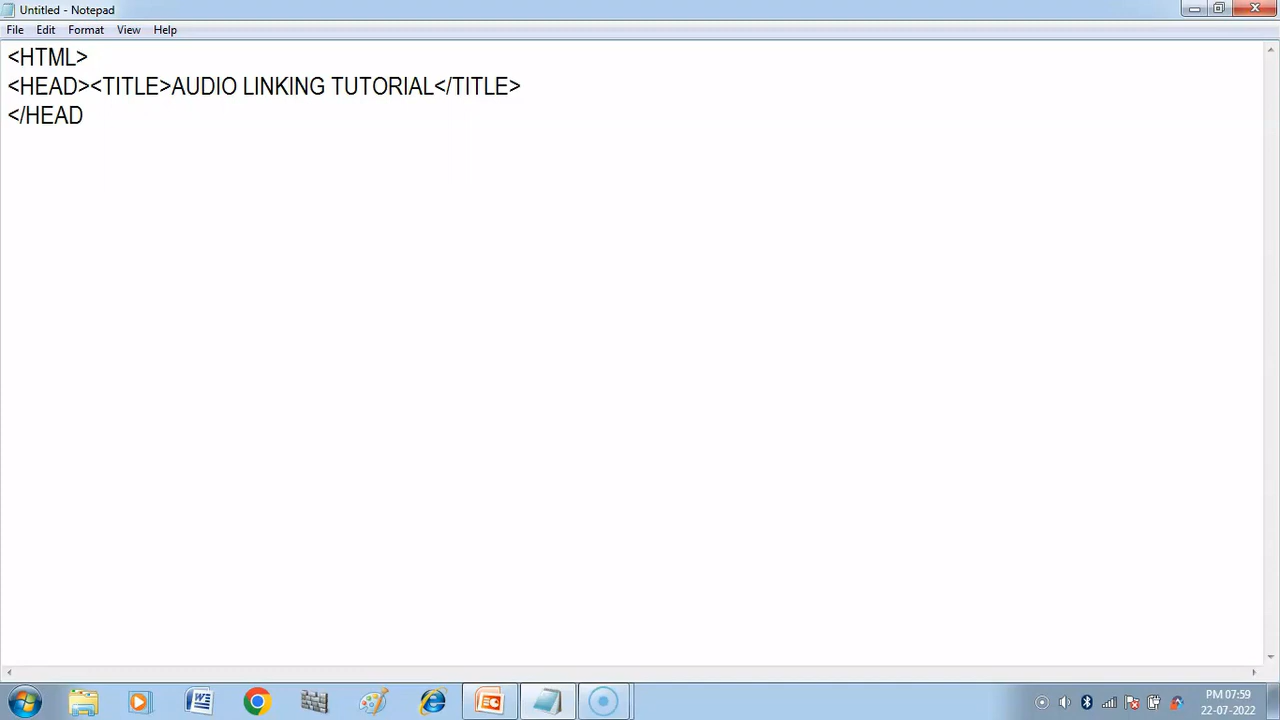 Untitled - Notepad
File Edit Format View Help
<HTML>
<HEAD><TITLE>AUDIO LINKING TUTORIAL</TITLE>
</HEAD
PM 07:59
22-07-2022